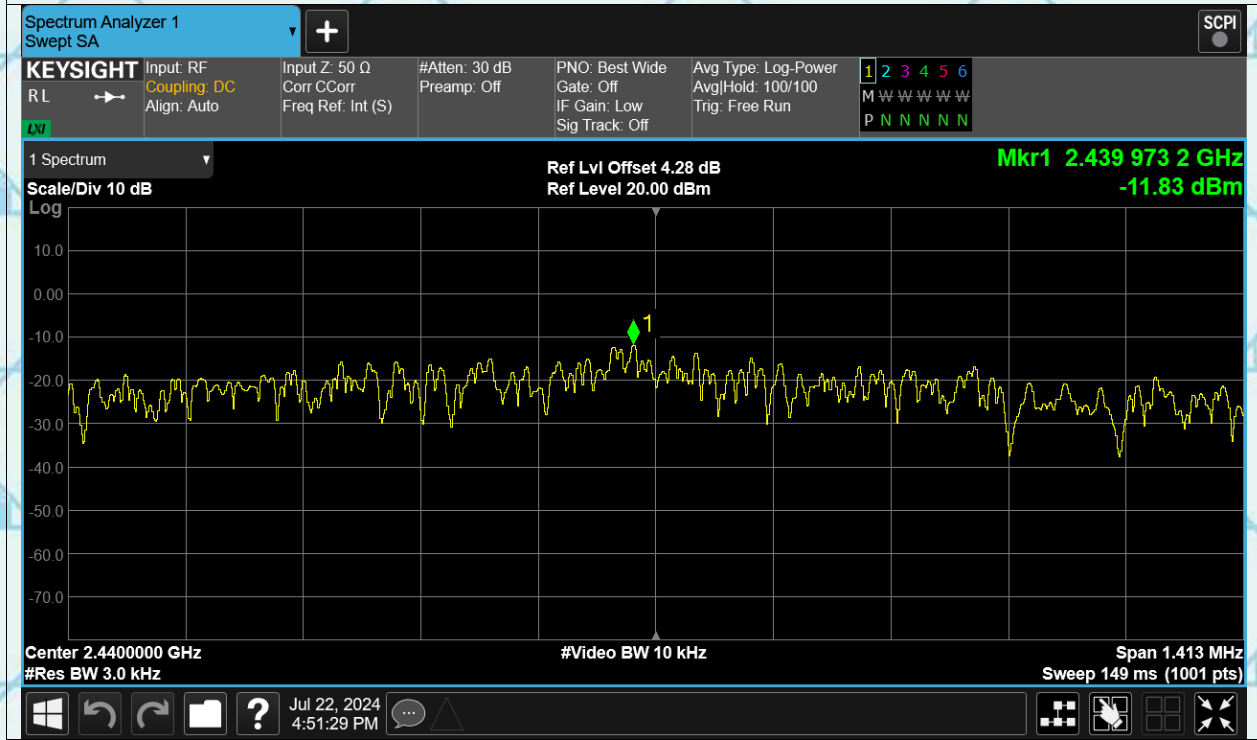 Spectrum Analyzer 1
Swept SA
+
SCPI
KEYSIGHT
RL
LXI
Input: RF
Coupling: DC
Align: Auto
Input Z: 50 Ω
Corr CCorr
Freq Ref: Int (S)
#Atten: 30 dB
Preamp: Off
PNO: Best Wide
Gate: Off
IF Gain: Low
Sig Track: Off
Avg Type: Log-Power
Avg|Hold: 100/100
Trig: Free Run
1 2 3 4 5 6
M W W W W W W
P N N N N N N
1 Spectrum
Scale/Div 10 dB
Log
Ref Lvl Offset 4.28 dB
Ref Level 20.00 dBm
Mkr1 2.439 973 2 GHz
-11.83 dBm
10.0
0.00
-10.0
-20.0
-30.0
-40.0
-50.0
-60.0
-70.0
1
Center 2.4400000 GHz
#Res BW 3.0 kHz
#Video BW 10 kHz
Span 1.413 MHz
Sweep 149 ms (1001 pts)
?
Jul 22, 2024
4:51:29 PM